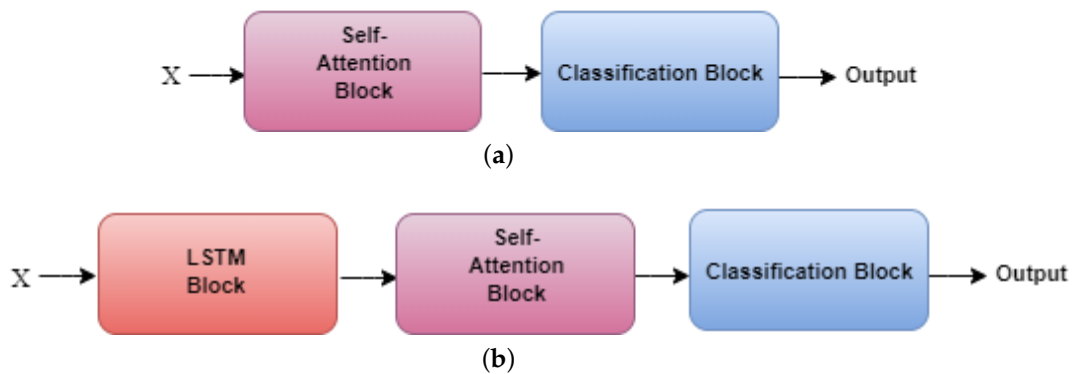 X
Self-
Attention
Block
Classification Block
Output
(a)
X
LSTM
Block
Self-
Attention
Block
Classification Block
Output
(b)